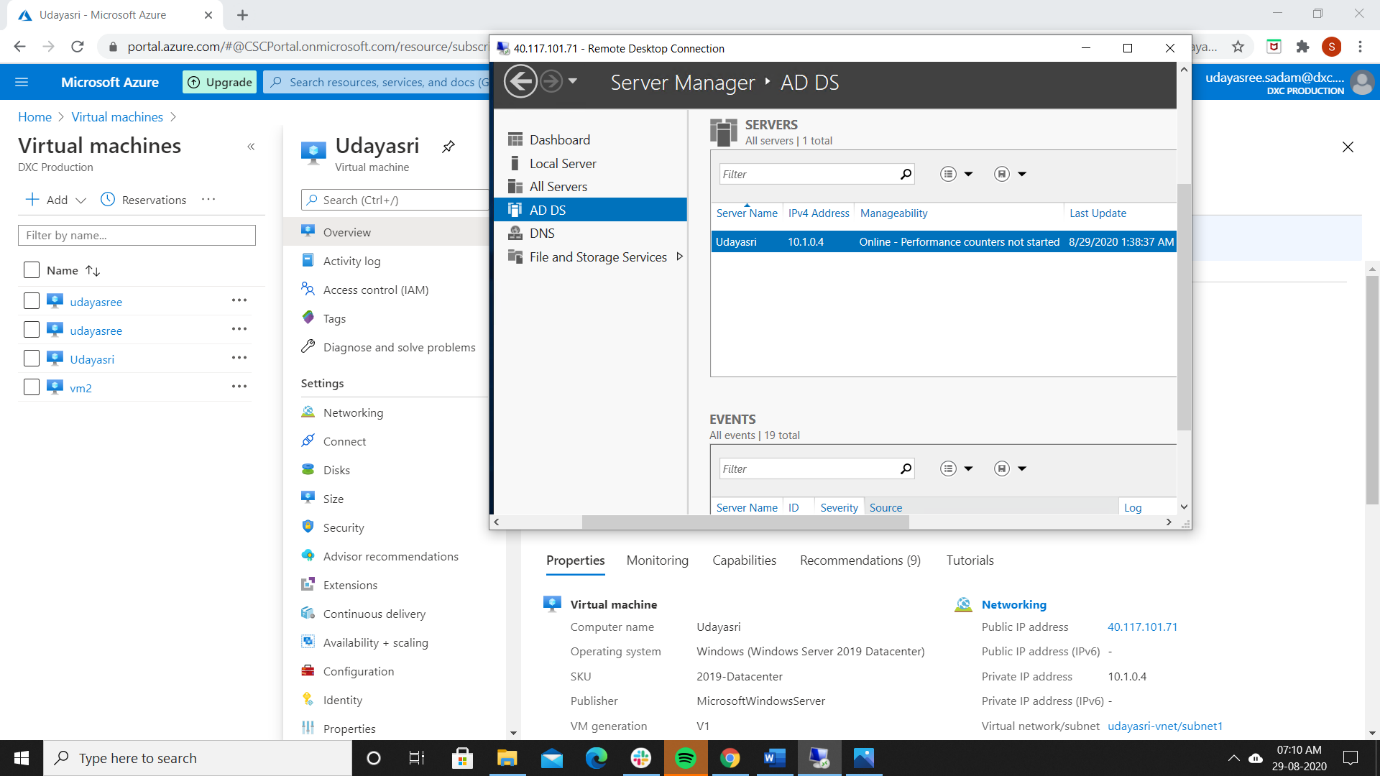 Udayasri - Microsoft Azure
portal.azure.com/#@CSCPortal.onmicrosoft.com/resource/subscr
aya...
S
Microsoft Azure
Upgrade
Search resources, services, and docs (G
udayasree.sadam@dxc....
DXC PRODUCTION
Home > Virtual machines >
Virtual machines
DXC Production
Add
Reservations
Filter by name...
Name
udayasree
udayasree
Udayasri
vm2
Udayasri
Virtual machine
Search (Ctrl+/)
Overview
Activity log
Access control (IAM)
Tags
Diagnose and solve problems
Settings
Networking
Connect
Disks
Size
Security
Advisor recommendations
Extensions
Continuous delivery
Availability + scaling
Configuration
Identity
Properties
40.117.101.71 - Remote Desktop Connection
Server Manager ‣ AD DS
Dashboard
Local Server
All Servers
AD DS
DNS
File and Storage Services
SERVERS
All servers | 1 total
Filter
Server Name IPv4 Address Manageability Last Update
Udayasri 10.1.0.4 Online - Performance counters not started 8/29/2020 1:38:37 AM
EVENTS
All events | 19 total
Filter
Server Name ID Severity Source Log
Properties Monitoring Capabilities Recommendations (9) Tutorials
Virtual machine
Computer name Udayasri
Operating system Windows (Windows Server 2019 Datacenter)
SKU 2019-Datacenter
Publisher MicrosoftWindowsServer
VM generation V1
Networking
Public IP address 40.117.101.71
Public IP address (IPv6) -
Private IP address 10.1.0.4
Private IP address (IPv6) -
Virtual network/subnet udayasri-vnet/subnet1
Type here to search
07:10 AM
29-08-2020